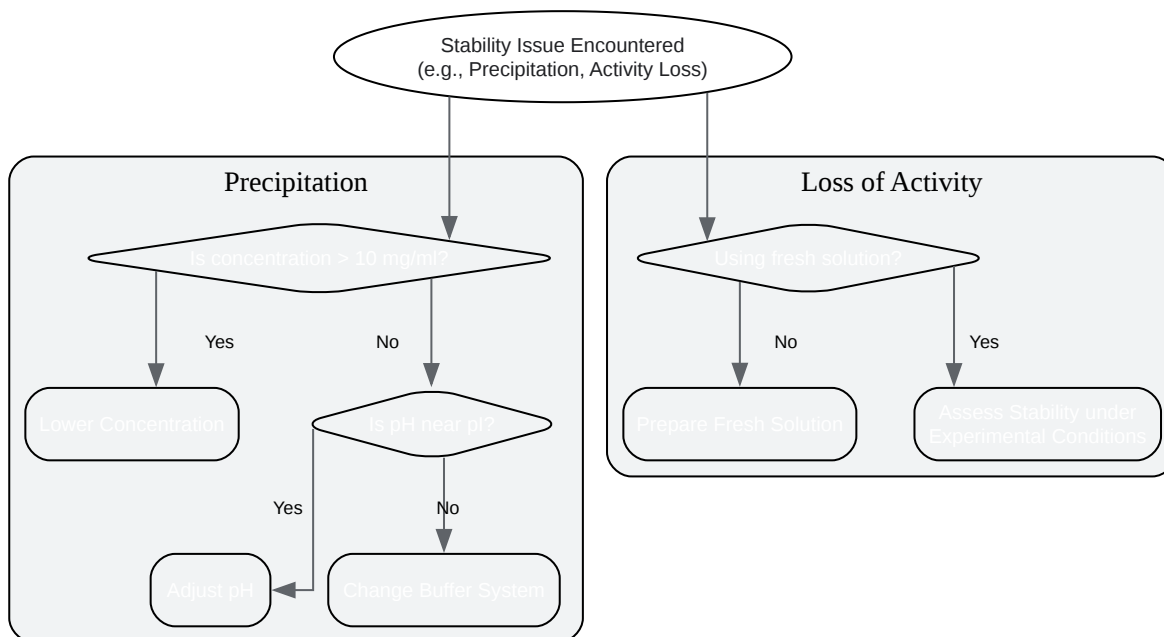 Stability Issue Encountered
(e.g., Precipitation, Activity Loss)
Precipitation
Is concentration > 10 mg/ml?
Yes
No
Lower Concentration
Is pH near pI?
Yes
No
Adjust pH
Change Buffer System
Loss of Activity
Using fresh solution?
No
Yes
Prepare Fresh Solution
Assess Stability under
Experimental Conditions